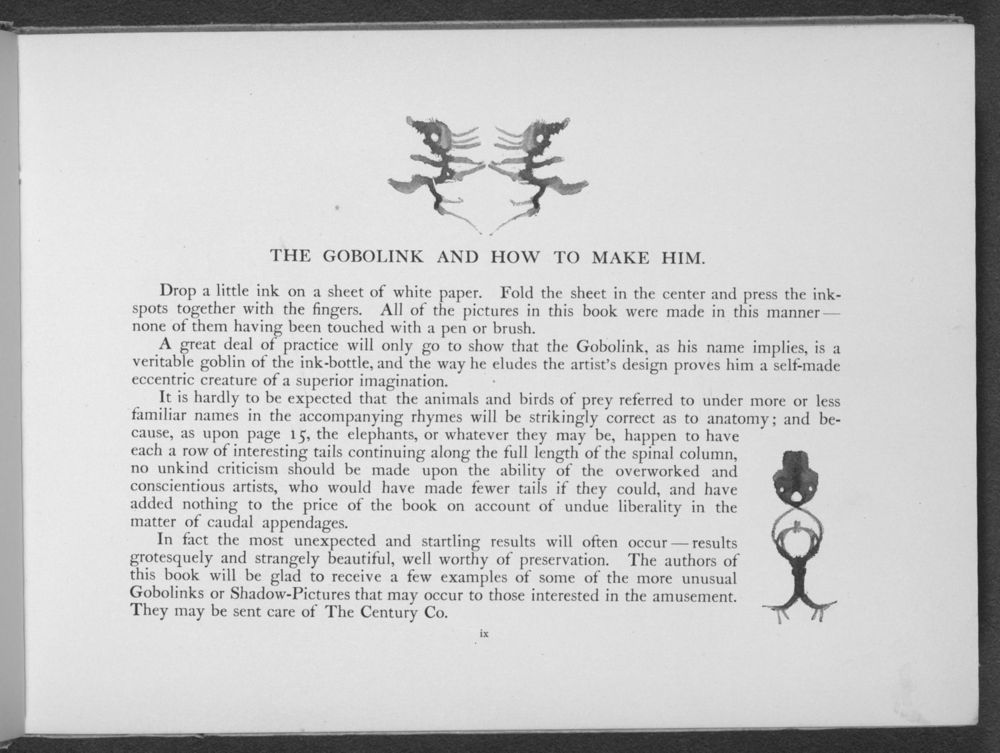 THE GOBOLINK AND HOW TO MAKE HIM.
Drop a little ink on a sheet of white paper. Fold the sheet in the center and press the ink-
spots together with the fingers. All of the pictures in this book were made in this manner—
none of them having been touched with a pen or brush.
A great deal of practice will only go to show that the Gobolink, as his name implies, is a
veritable goblin of the ink-bottle, and the way he eludes the artist's design proves him a self-made
eccentric creature of a superior imagination.
It is hardly to be expected that the animals and birds of prey referred to under more or less
familiar names in the accompanying rhymes will be strikingly correct as to anatomy; and be-
cause, as upon page 15, the elephants, or whatever they may be, happen to have
each a row of interesting tails continuing along the full length of the spinal column,
no unkind criticism should be made upon the ability of the overworked and
conscientious artists, who would have made fewer tails if they could, and have
added nothing to the price of the book on account of undue liberality in the
matter of caudal appendages.
In fact the most unexpected and startling results will often occur—results
grotesquely and strangely beautiful, well worthy of preservation. The authors of
this book will be glad to receive a few examples of some of the more unusual
Gobolinks or Shadow-Pictures that may occur to those interested in the amusement.
They may be sent care of The Century Co.
ix